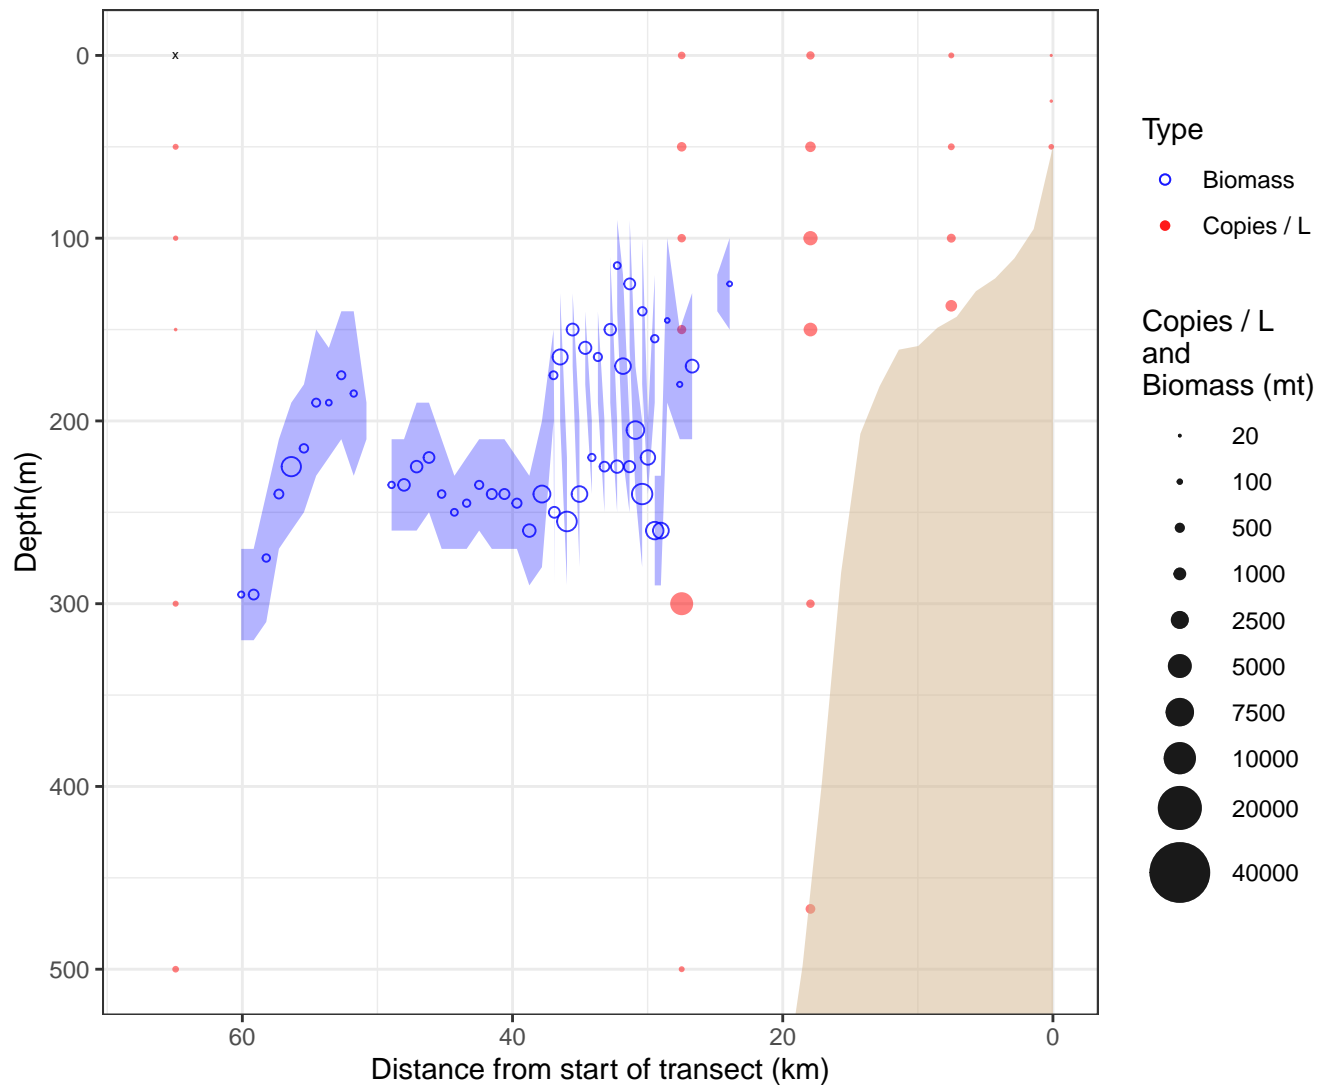 x
0
100
200
300
400
500
Depth(m)
60
40
20
0
Distance from start of transect (km)
Type
Biomass
Copies / L
Copies / L
and
Biomass (mt)
20
100
500
1000
2500
5000
7500
10000
20000
40000